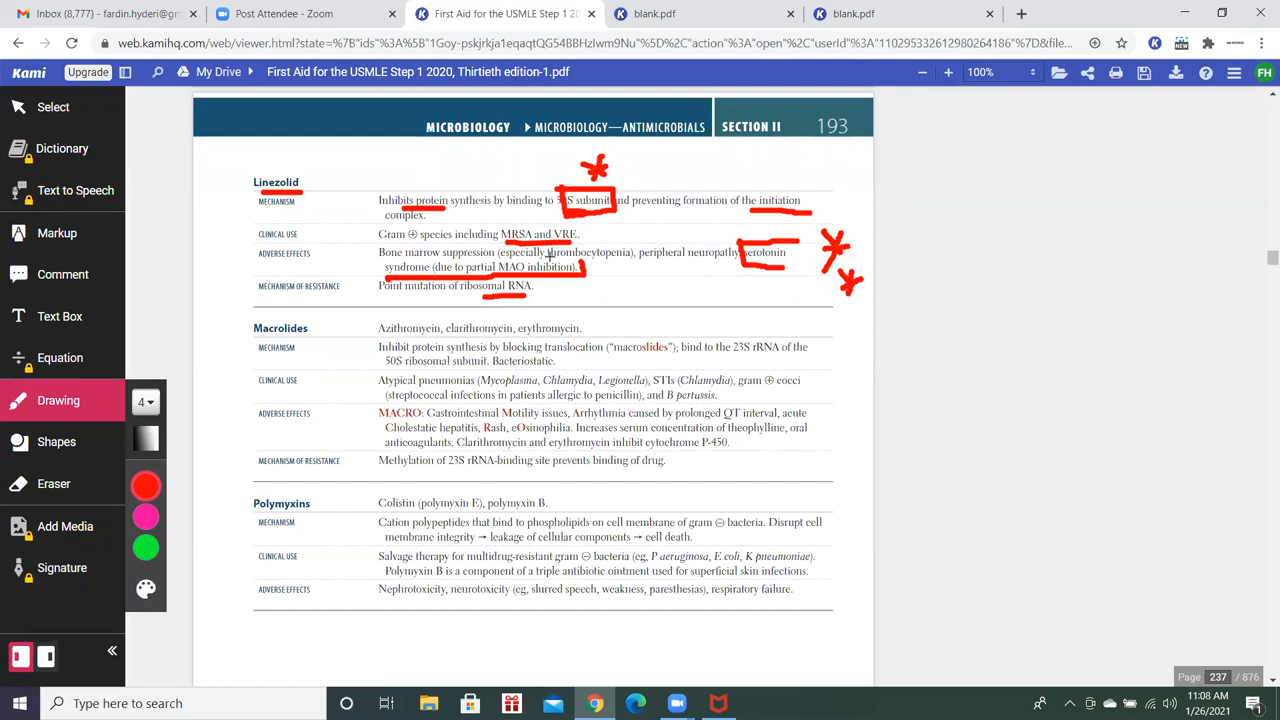 Inbox (8,777) - fardin.hyderi@gm
Post Attendee - Zoom
First Aid for the USMLE Step 1 20
blank.pdf
blank.pdf
web.kamihq.com/web/viewer.html?state=%7B"ids"%3A%5B"1Goy-pskirkja1eqaqtQG54BBHzlwm9Nu"%5D%2C"action"%3A"open"%2C"userId"%3A"110295332612980264186"%7D&file...
Kami
Upgrade
My Drive
First Aid for the USMLE Step 1 2020, Thirtieth edition-1.pdf
100%
FH
Select
Dictionary
Text to Speech
Markup
Comment
Text Box
Equation
Drawing
Shapes
Eraser
Add Media
Signature
4
MICROBIOLOGY ▶ MICROBIOLOGY—ANTIMICROBIALS SECTION II 193
Linezolid
MECHANISM Inhibits protein synthesis by binding to subunit and preventing formation of the initiation
complex.
CLINICAL USE Gram ⊕ species including MRSA and VRE.
ADVERSE EFFECTS Bone marrow suppression (especially thrombocytopenia), peripheral neuropathy, serotonin
syndrome (due to partial MAO inhibition).
MECHANISM OF RESISTANCE Point mutation of ribosomal RNA.
Macrolides Azithromycin, clarithromycin, erythromycin.
MECHANISM Inhibit protein synthesis by blocking translocation (“macroslides”); bind to the 23S rRNA of the
50S ribosomal subunit. Bacteriostatic.
CLINICAL USE Atypical pneumonias (Mycoplasma, Chlamydia, Legionella), STIs (Chlamydia), gram ⊕ cocci
(streptococcal infections in patients allergic to penicillin), and B pertussis.
ADVERSE EFFECTS MACRO: Gastrointestinal Motility issues, Arrhythmia caused by prolonged QT interval, acute
Cholestatic hepatitis, Rash, eOsinophilia. Increases serum concentration of theophylline, oral
anticoagulants. Clarithromycin and erythromycin inhibit cytochrome P-450.
MECHANISM OF RESISTANCE Methylation of 23S rRNA-binding site prevents binding of drug.
Polymyxins Colistin (polymyxin E), polymyxin B.
MECHANISM Cation polypeptides that bind to phospholipids on cell membrane of gram ⊖ bacteria. Disrupt cell
membrane integrity → leakage of cellular components → cell death.
CLINICAL USE Salvage therapy for multidrug-resistant gram ⊖ bacteria (eg, P aeruginosa, E coli, K pneumoniae).
Polymyxin B is a component of a triple antibiotic ointment used for superficial skin infections.
ADVERSE EFFECTS Nephrotoxicity, neurotoxicity (eg, slurred speech, weakness, paresthesias), respiratory failure.
Page 237 / 876
Type here to search
11:08 AM
1/26/2021